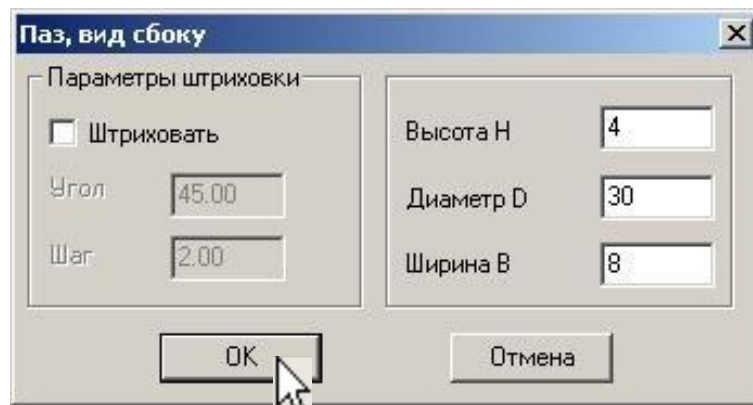 Паз, вид сбоку
Параметры штриховки
Штриховать
Угол 45.00
Шаг 2.00
Высота H 4
Диаметр D 30
Ширина B 8
OK Отмена